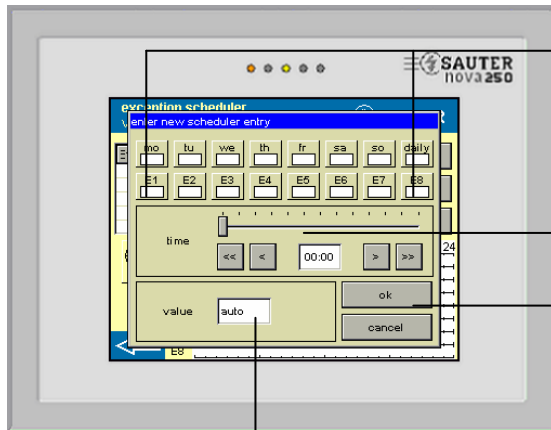 SAUTER
nova250
exception scheduler
enter new scheduler entry
mo tu we th fr sa so daily
E1 E2 E3 E4 E5 E6 E7 E8
time
<< < 00:00 > >>
24
value auto
ok
cancel
E8